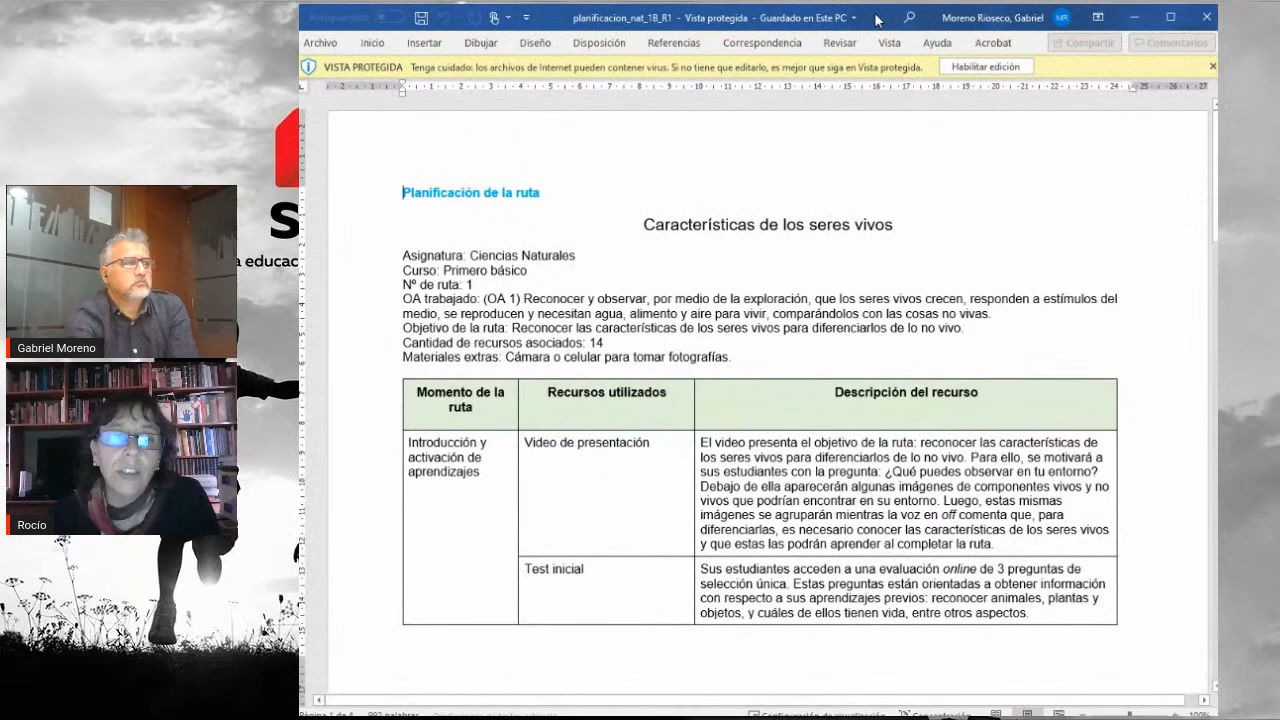 planificacion_nat_1B_R1 - Vista protegida - Guardado en Este PC
Moreno Rioseco, Gabriel
MR
Archivo Inicio Insertar Dibujar Diseño Disposición Referencias Correspondencia Revisar Vista Ayuda Acrobat
Compartir Comentarios
VISTA PROTEGIDA Tenga cuidado: los archivos de Internet pueden contener virus. Si no tiene que editarlo, es mejor que siga en Vista protegida.
Habilitar edición
Planificación de la ruta
Características de los seres vivos
Asignatura: Ciencias Naturales
Curso: Primero básico
Nº de ruta: 1
OA trabajado: (OA 1) Reconocer y observar, por medio de la exploración, que los seres vivos crecen, responden a estímulos del
medio, se reproducen y necesitan agua, alimento y aire para vivir, comparándolos con las cosas no vivas.
Objetivo de la ruta: Reconocer las características de los seres vivos para diferenciarlos de lo no vivo.
Cantidad de recursos asociados: 14
Materiales extras: Cámara o celular para tomar fotografías.
Momento de la
ruta
Recursos utilizados
Descripción del recurso
Introducción y
activación de
aprendizajes
Video de presentación
El video presenta el objetivo de la ruta: reconocer las características de
los seres vivos para diferenciarlos de lo no vivo. Para ello, se motivará a
sus estudiantes con la pregunta: ¿Qué puedes observar en tu entorno?
Debajo de ella aparecerán algunas imágenes de componentes vivos y no
vivos que podrían encontrar en su entorno. Luego, estas mismas
imágenes se agruparán mientras la voz en off comenta que, para
diferenciarlas, es necesario conocer las características de los seres vivos
y que estas las podrán aprender al completar la ruta.
Test inicial
Sus estudiantes acceden a una evaluación online de 3 preguntas de
selección única. Estas preguntas están orientadas a obtener información
con respecto a sus aprendizajes previos: reconocer animales, plantas y
objetos, y cuáles de ellos tienen vida, entre otros aspectos.
Gabriel Moreno
Rocío
S
a educac